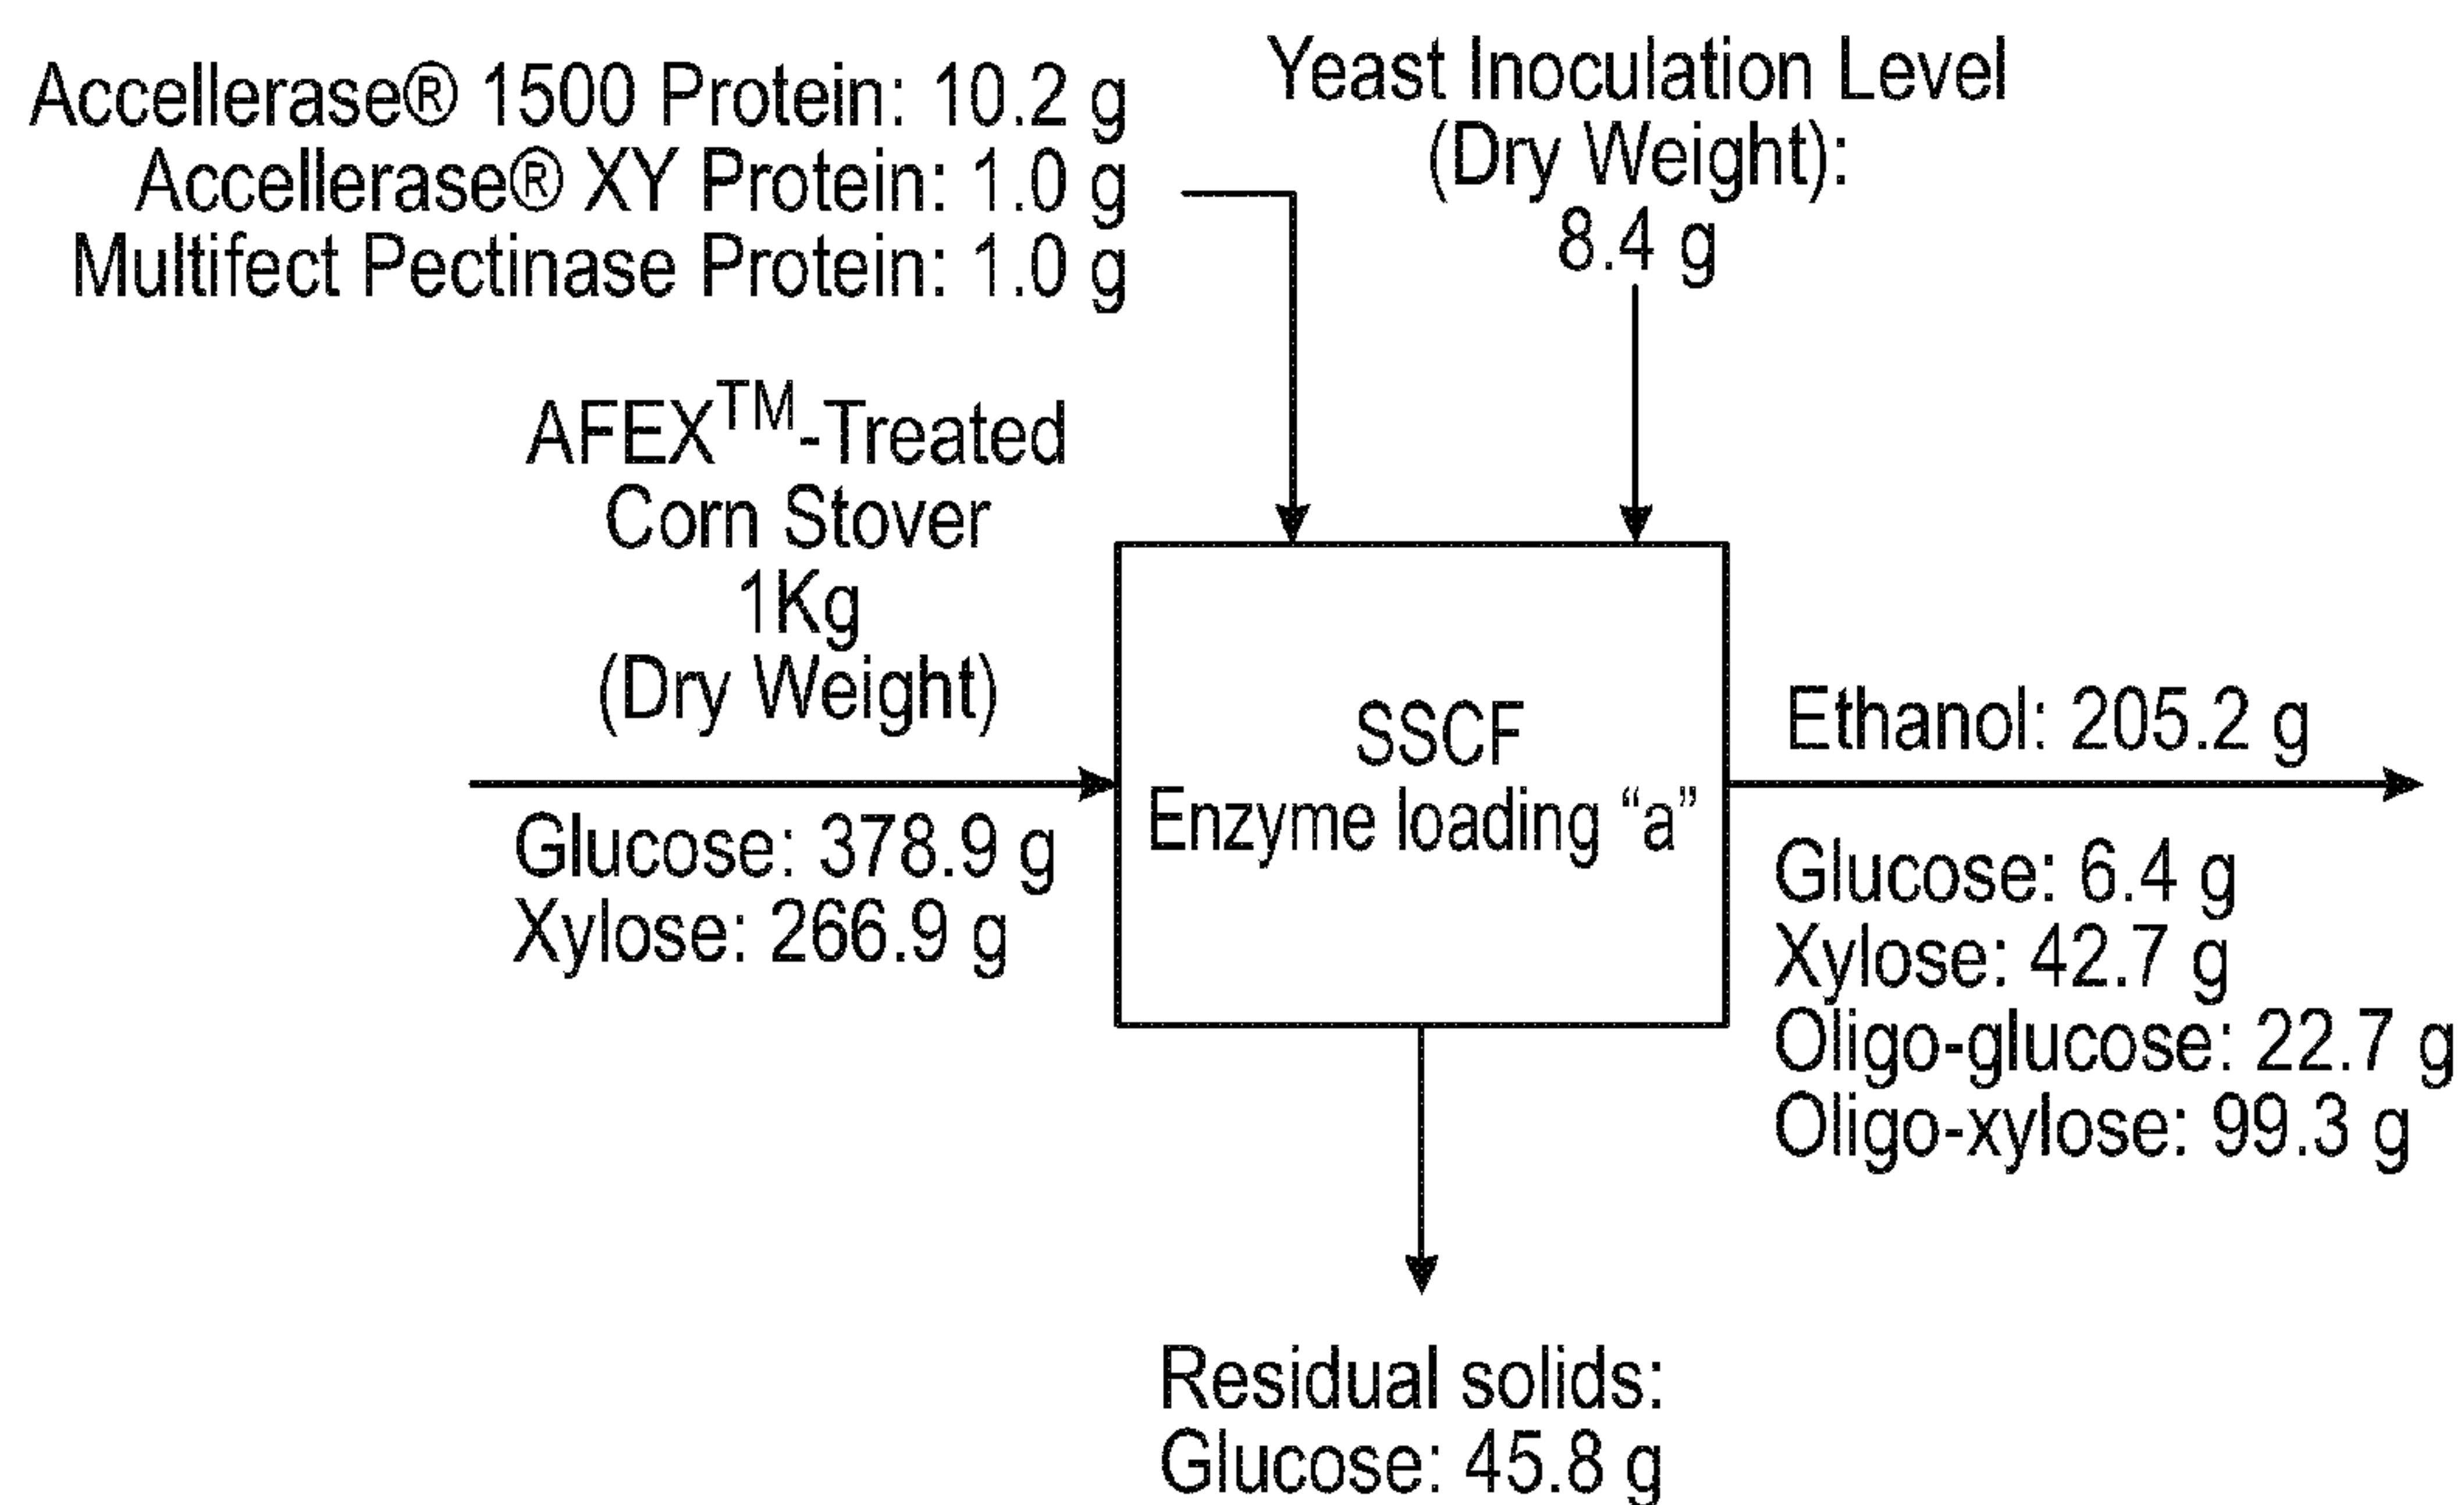 Accellerase® 1500 Protein: 10.2 g
Accellerase® XY Protein: 1.0 g
Multifect Pectinase Protein: 1.0 g
Yeast Inoculation Level
(Dry Weight):
8.4 g
AFEX™-Treated
Corn Stover
1Kg
(Dry Weight)
Glucose: 378.9 g
Xylose: 266.9 g
SSCF
Enzyme loading “a”
Ethanol: 205.2 g
Glucose: 6.4 g
Xylose: 42.7 g
Oligo-glucose: 22.7 g
Oligo-xylose: 99.3 g
Residual solids:
Glucose: 45.8 g